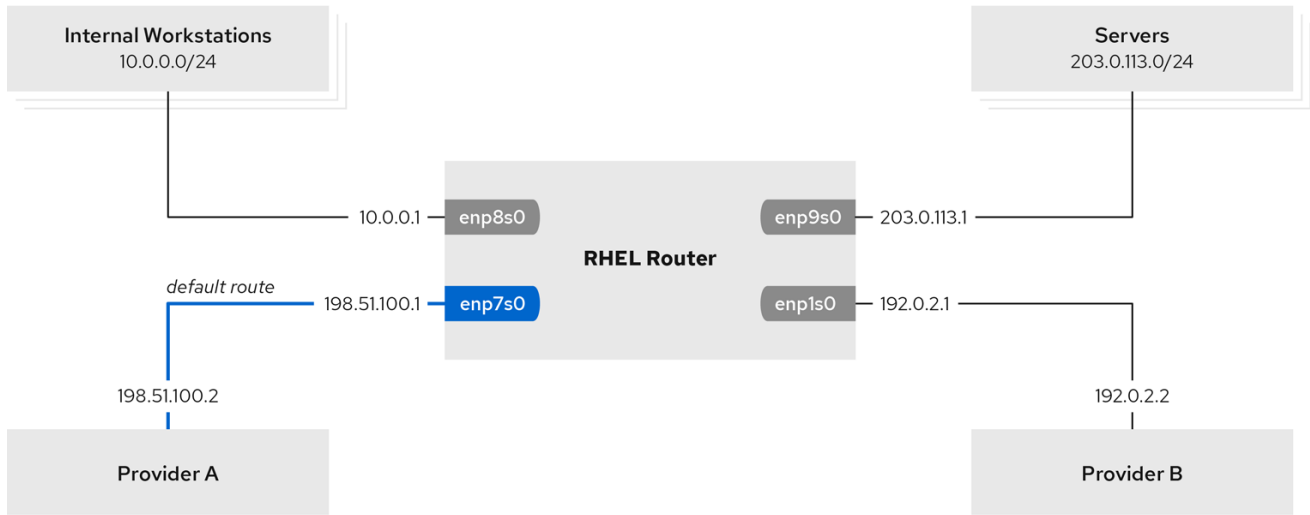 Internal Workstations
10.0.0.0/24
Servers
203.0.113.0/24
10.0.0.1
enp8s0
enp9s0
203.0.113.1
RHEL Router
default route
198.51.100.1
enp7s0
enp1s0
192.0.2.1
198.51.100.2
192.0.2.2
Provider A
Provider B